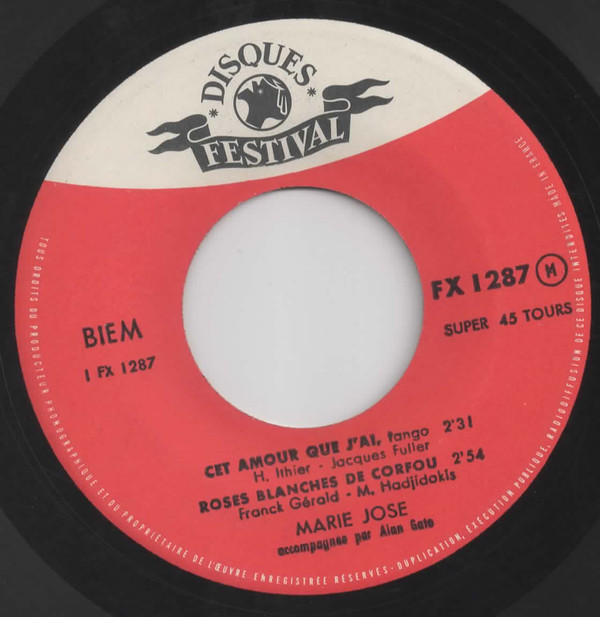 DISQUES
FESTIVAL
BIEM
1 FX 1287
FX 1287 M
SUPER 45 TOURS
CET AMOUR QUE J'AI, tango 2'31
H. Ithier - Jacques Fuller
ROSES BLANCHES DE CORFOU 2'54
Franck Gérald - M. Hadjidakis
MARIE JOSE
accompagnée par Alan Gate
TOUS DROITS DU PRODUCTEUR PHONOGRAPHIQUE ET DU PROPRIETAIRE DE L'ŒUVRE ENREGISTRÉE RÉSERVÉS - DUPLICATION, EXÉCUTION PUBLIQUE, RADIODIFFUSION DE CE DISQUE INTERDITES MADE IN FRANCE